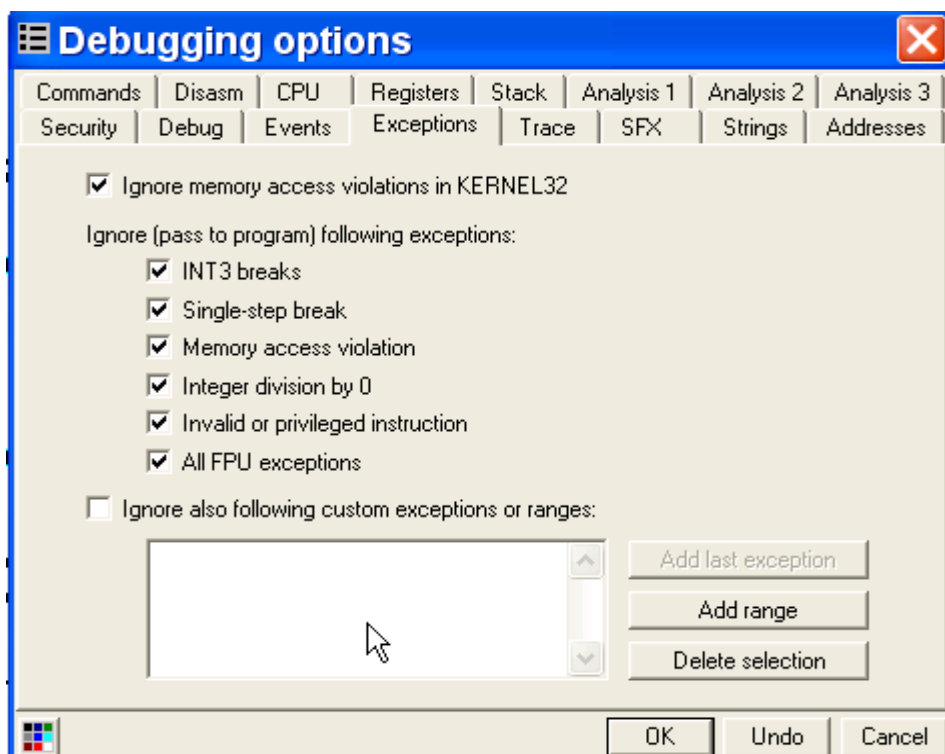 Debugging options
Commands Disasm CPU Registers Stack Analysis 1 Analysis 2 Analysis 3
Security Debug Events Exceptions Trace SFX Strings Addresses
Ignore memory access violations in KERNEL32
Ignore (pass to program) following exceptions:
INT3 breaks
Single-step break
Memory access violation
Integer division by 0
Invalid or privileged instruction
All FPU exceptions
Ignore also following custom exceptions or ranges:
Add last exception
Add range
Delete selection
OK Undo Cancel